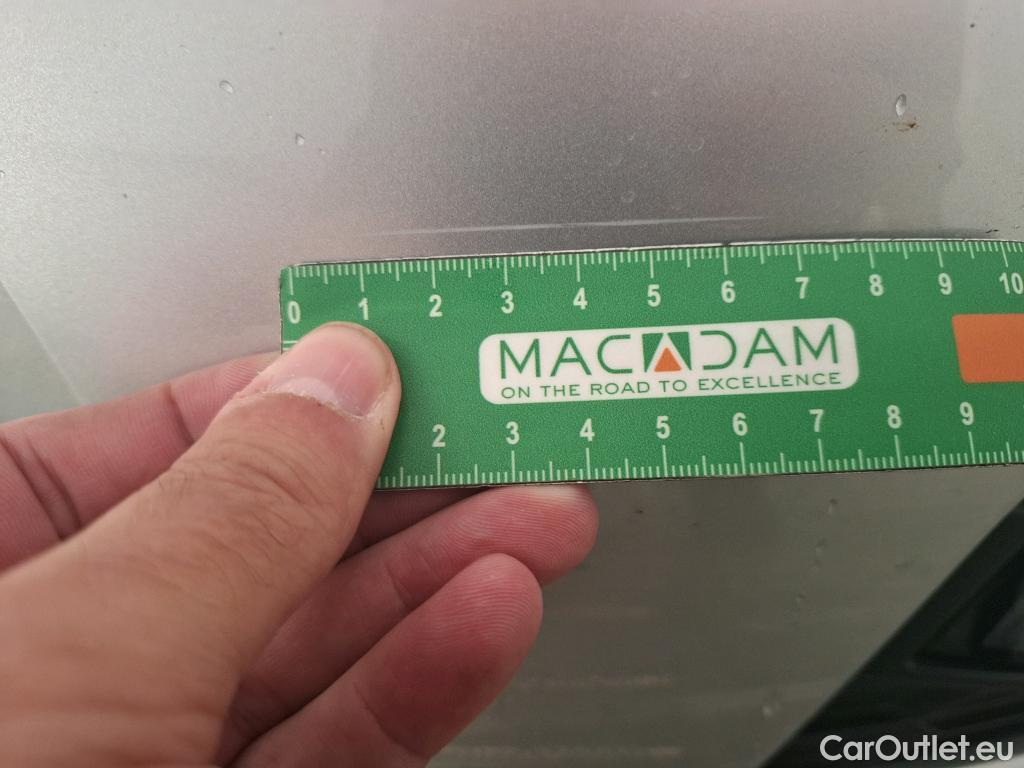 0 1 2 3 4 5 6 7 8 9 10
MACADAM
ON THE ROAD TO EXCELLENCE
2 3 4 5 6 7 8 9
CarOutlet.eu